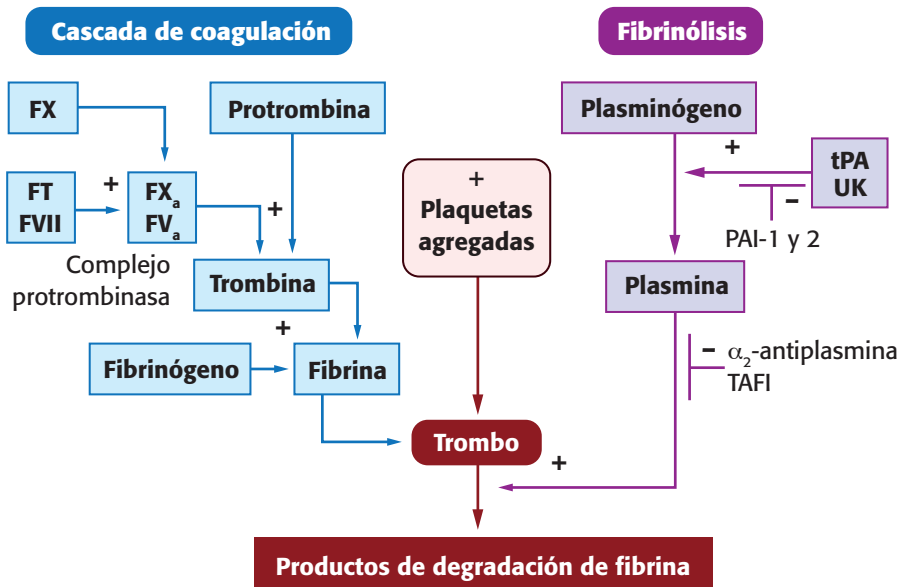 Cascada de coagulación
Fibrinólisis
FX
Protrombina
Plasminógeno
+
tPA
UK
–
PAI-1 y 2
FT
FVII
+
FXa
FVa
+
Complejo
protrombinasa
+
Plaquetas
agregadas
Trombina
Plasmina
+
Fibrinógeno
Fibrina
– α2-antiplasmina
TAFI
Trombo
+
Productos de degradación de fibrina